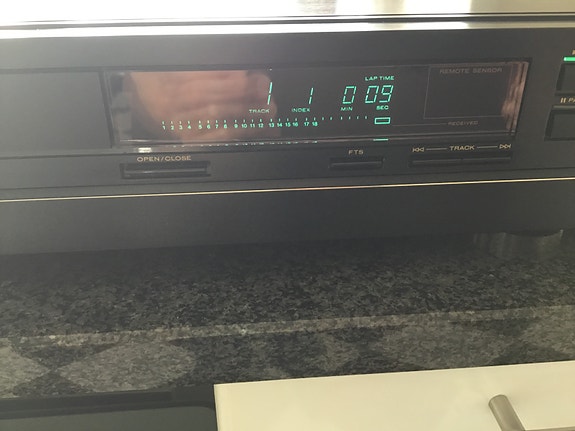 LAP TIME
REMOTE SENSOR
1 1 0 09
TRACK INDEX MIN SEC
1 2 3 4 5 6 7 8 9 10 11 12 13 14 15 16 17 18
RECEIVED
OPEN/CLOSE
FTS
TRACK